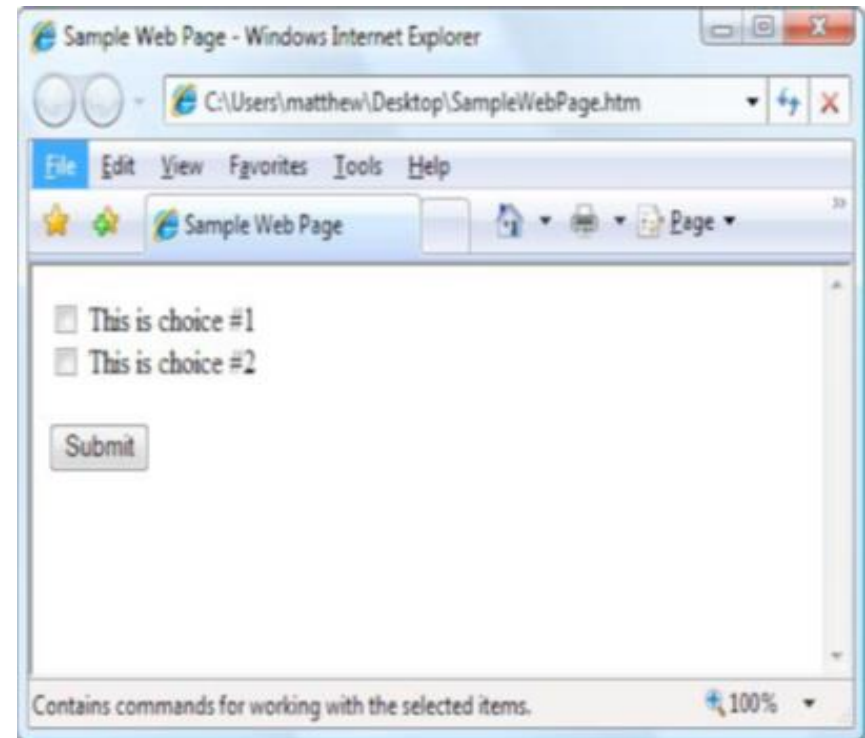 Sample Web Page - Windows Internet Explorer
C:\Users\matthew\Desktop\SampleWebPage.htm
File Edit View Favorites Tools Help
Sample Web Page Page
This is choice #1
This is choice #2
Submit
Contains commands for working with the selected items. 100%